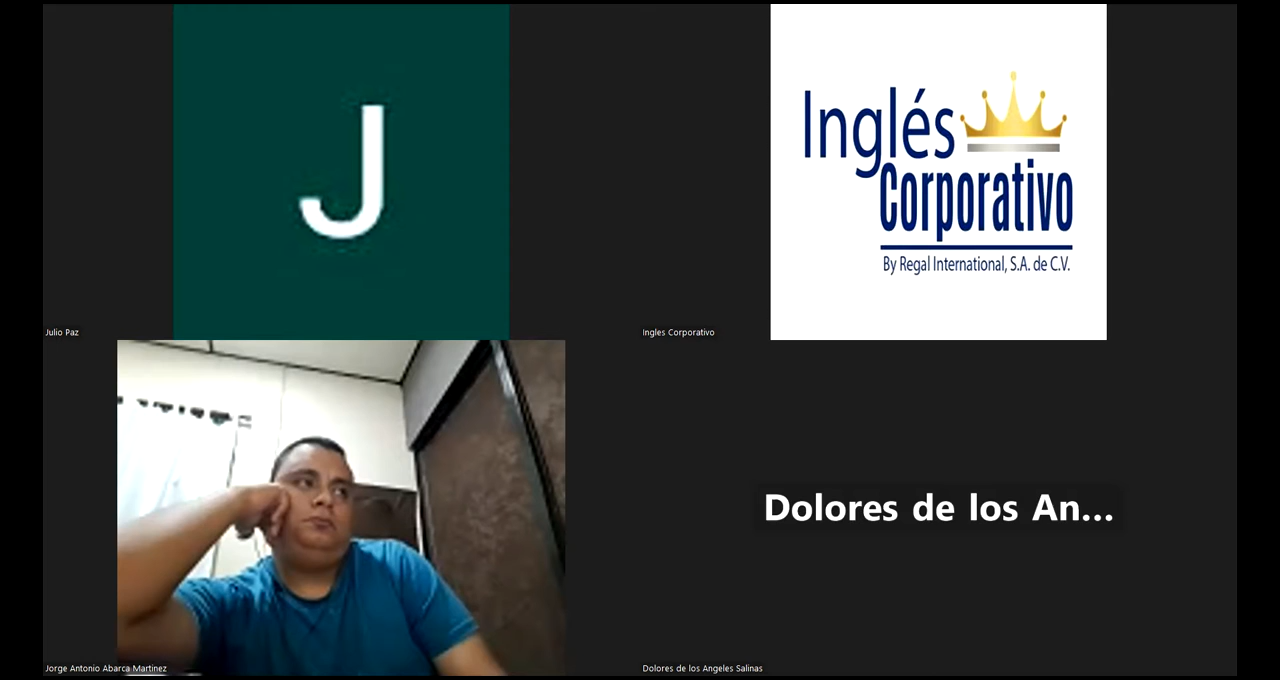 J
Inglés
Corporativo
By Regal International, S.A. de C.V.
Julio Paz
Ingles Corporativo
Dolores de los An...
Jorge Antonio Abarca Martinez
Dolores de los Angeles Salinas